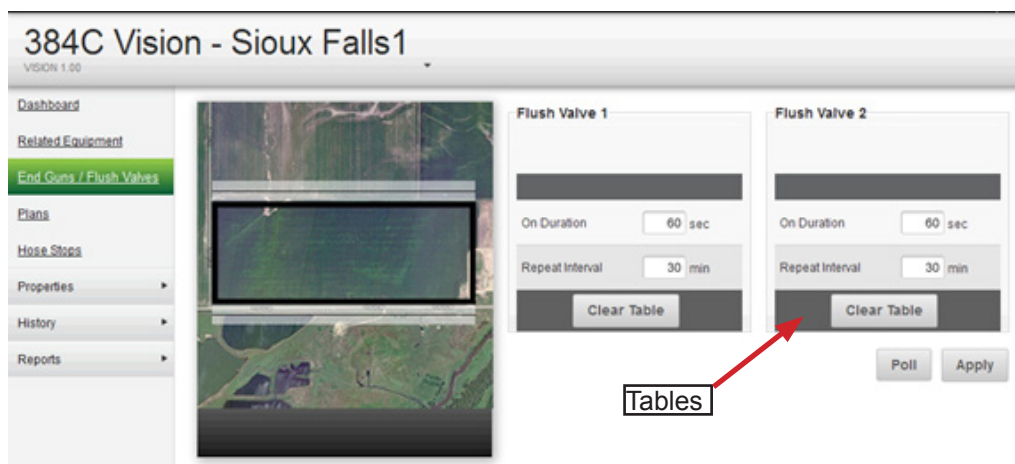 384C Vision - Sioux Falls1
VISION 1.00
Dashboard
Related Equipment
End Guns / Flush Valves
Plans
Hose Stops
Properties
History
Reports
Flush Valve 1
On Duration 60 sec
Repeat Interval 30 min
Clear Table
Flush Valve 2
On Duration 60 sec
Repeat Interval 30 min
Clear Table
Poll Apply
Tables